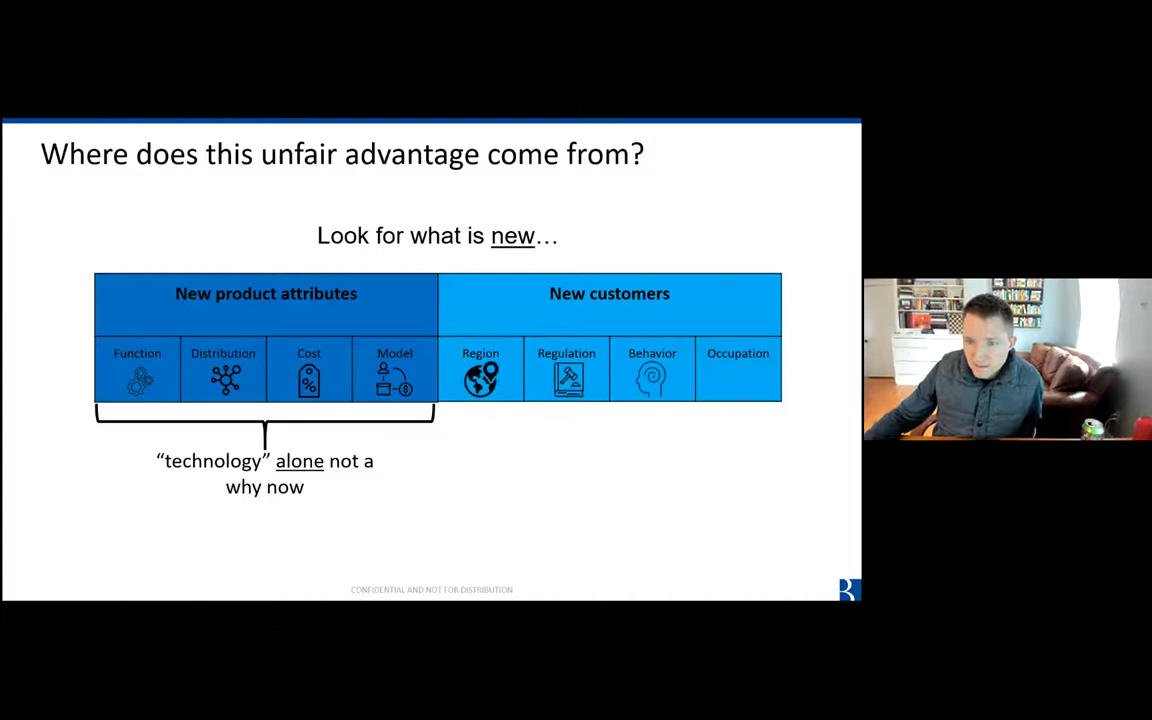 Where does this unfair advantage come from?
Look for what is new…
New product attributes
New customers
Function
Distribution
Cost
Model
Region
Regulation
Behavior
Occupation
“technology” alone not a
why now
CONFIDENTIAL AND NOT FOR DISTRIBUTION